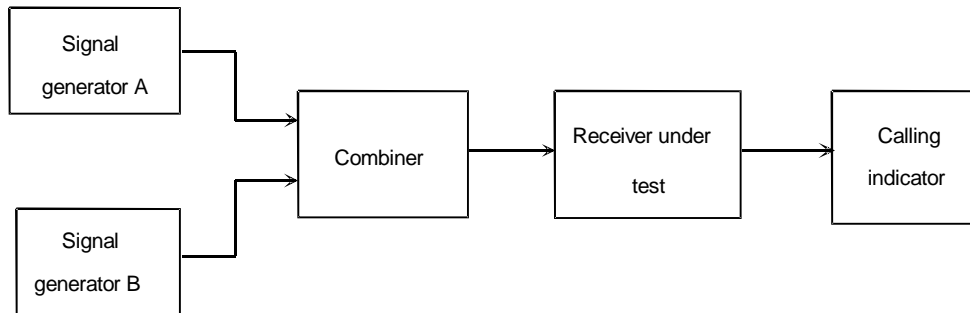 Signal
generator A
Combiner
Receiver under
test
Calling
indicator
Signal
generator B